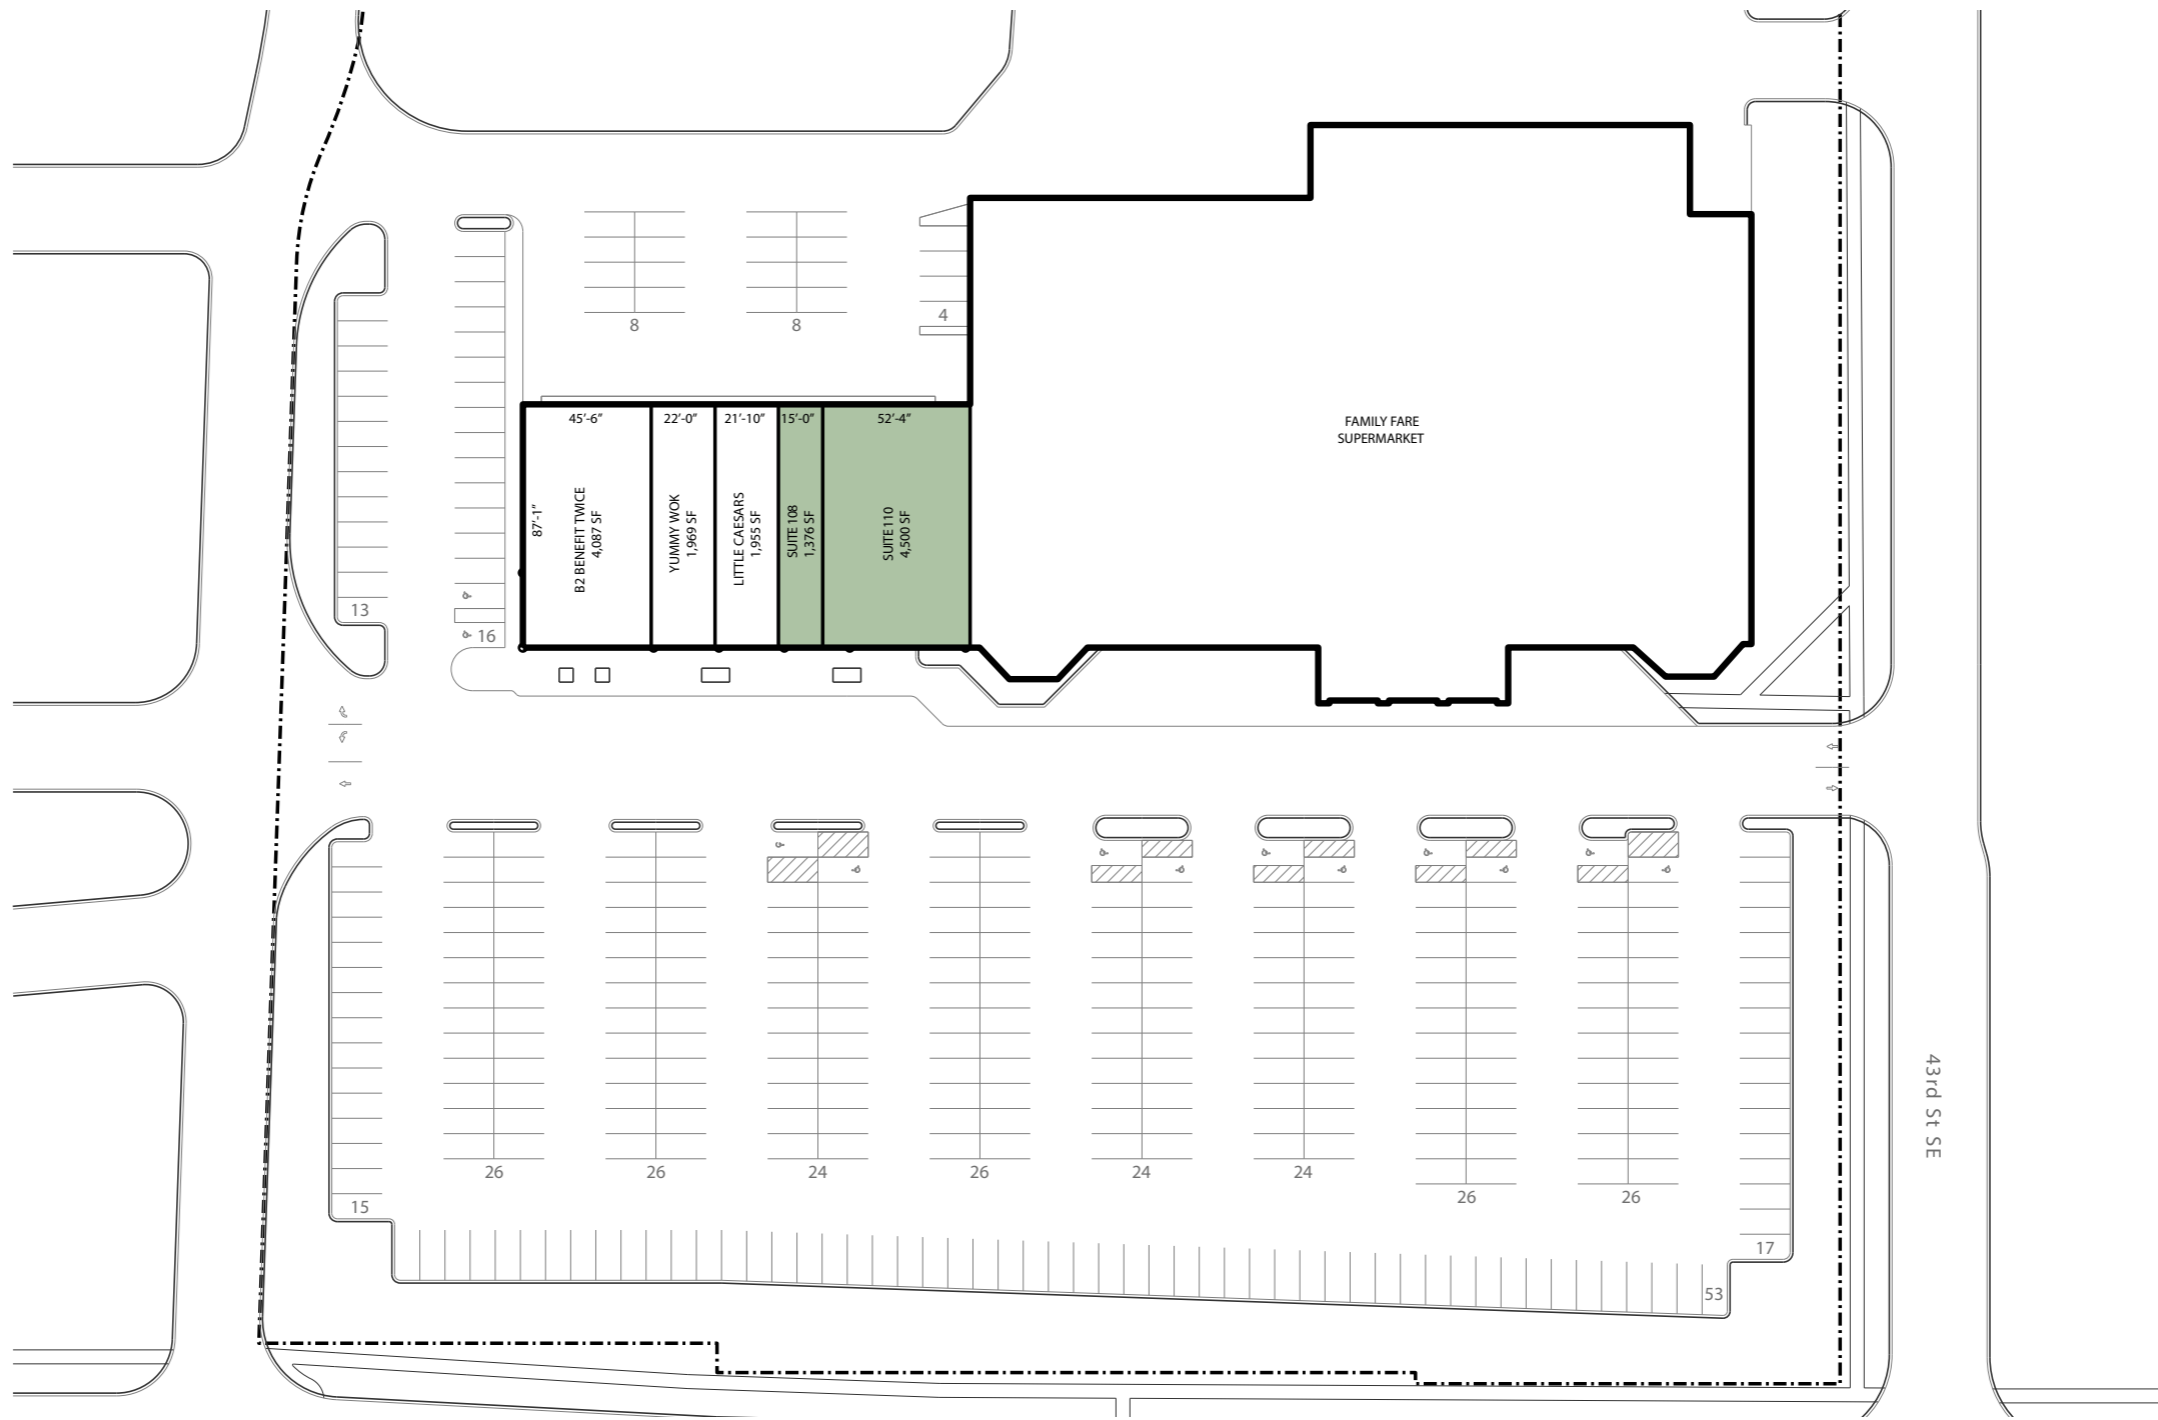 8
8
4
45'-6"
22'-0"
21'-10"
15'-0"
52'-4"
FAMILY FARE
SUPERMARKET
87'-1"
B2 BENEFIT TWICE
4,087 SF
YUMMY WOK
1,969 SF
LITTLE CAESARS
1,955 SF
SUITE 108
1,376 SF
SUITE 110
4,500 SF
13
16
43rd St SE
26
26
24
26
24
24
26
26
15
17
53